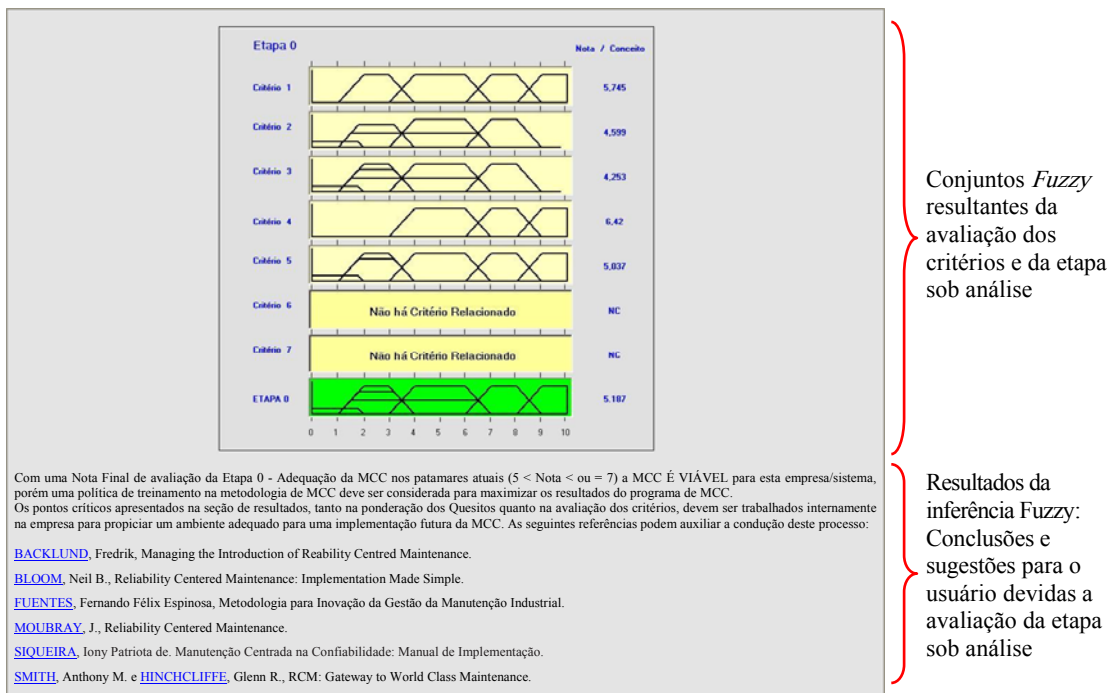 Etapa 0
Nota / Conceito
Critério 1
5,745
Critério 2
4,599
Critério 3
4,253
Critério 4
6,42
Critério 5
5,037
Critério 6
Não há Critério Relacionado
NC
Critério 7
Não há Critério Relacionado
NC
ETAPA 0
5.187
0 1 2 3 4 5 6 7 8 9 10
Conjuntos Fuzzy
resultantes da
avaliação dos
critérios e da etapa
sob análise
Com uma Nota Final de avaliação da Etapa 0 - Adequação da MCC nos patamares atuais (5 < Nota < ou = 7) a MCC É VIÁVEL para esta empresa/sistema,
porém uma política de treinamento na metodologia de MCC deve ser considerada para maximizar os resultados do programa de MCC.
Os pontos críticos apresentados na seção de resultados, tanto na ponderação dos Quesitos quanto na avaliação dos critérios, devem ser trabalhados internamente
na empresa para propiciar um ambiente adequado para uma implementação futura da MCC. As seguintes referências podem auxiliar a condução deste processo:
BACKLUND, Fredrik, Managing the Introduction of Reability Centred Maintenance.
BLOOM, Neil B., Reliability Centered Maintenance: Implementation Made Simple.
FUENTES, Fernando Félix Espinosa, Metodologia para Inovação da Gestão da Manutenção Industrial.
MOUBRAY, J., Reliability Centered Maintenance.
SIQUEIRA, Iony Patriota de. Manutenção Centrada na Confiabilidade: Manual de Implementação.
SMITH, Anthony M. e HINCHCLIFFE, Glenn R., RCM: Gateway to World Class Maintenance.
Resultados da
inferência Fuzzy:
Conclusões e
sugestões para o
usuário devidas a
avaliação da etapa
sob análise